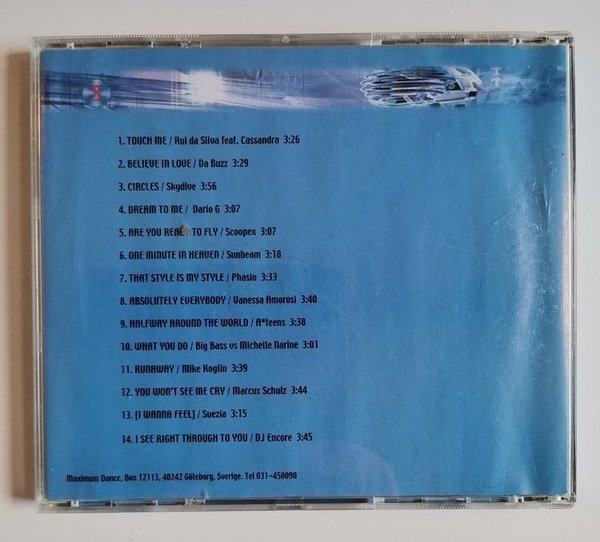 5
1. TOUCH ME / Rui da Silva feat. Cassandra 3:26
2. BELIEVE IN LOVE / Da Buzz 3:29
3. CIRCLES / Skydive 3:56
4. DREAM TO ME / Dario G 3:07
5. ARE YOU READY TO FLY / Scoopex 3:07
6. ONE MINUTE IN HEAVEN / Sunbeam 3:18
7. THAT STYLE IS MY STYLE / Phasio 3:33
8. ABSOLUTELY EVERYBODY / Vanessa Amorosi 3:40
9. HALFWAY AROUND THE WORLD / A*teens 3:38
10. WHAT YOU DO / Big Bass vs Michelle Narine 3:01
11. RUNAWAY / Mike Koglin 3:39
12. YOU WON'T SEE ME CRY / Marcus Schulz 3:44
13. [I WANNA FEEL] / Suezia 3:15
14. I SEE RIGHT THROUGH TO YOU / DJ Encore 3:45
Maximum Dance, Box 12113, 40242 Göteborg, Sverige. Tel 031-450090